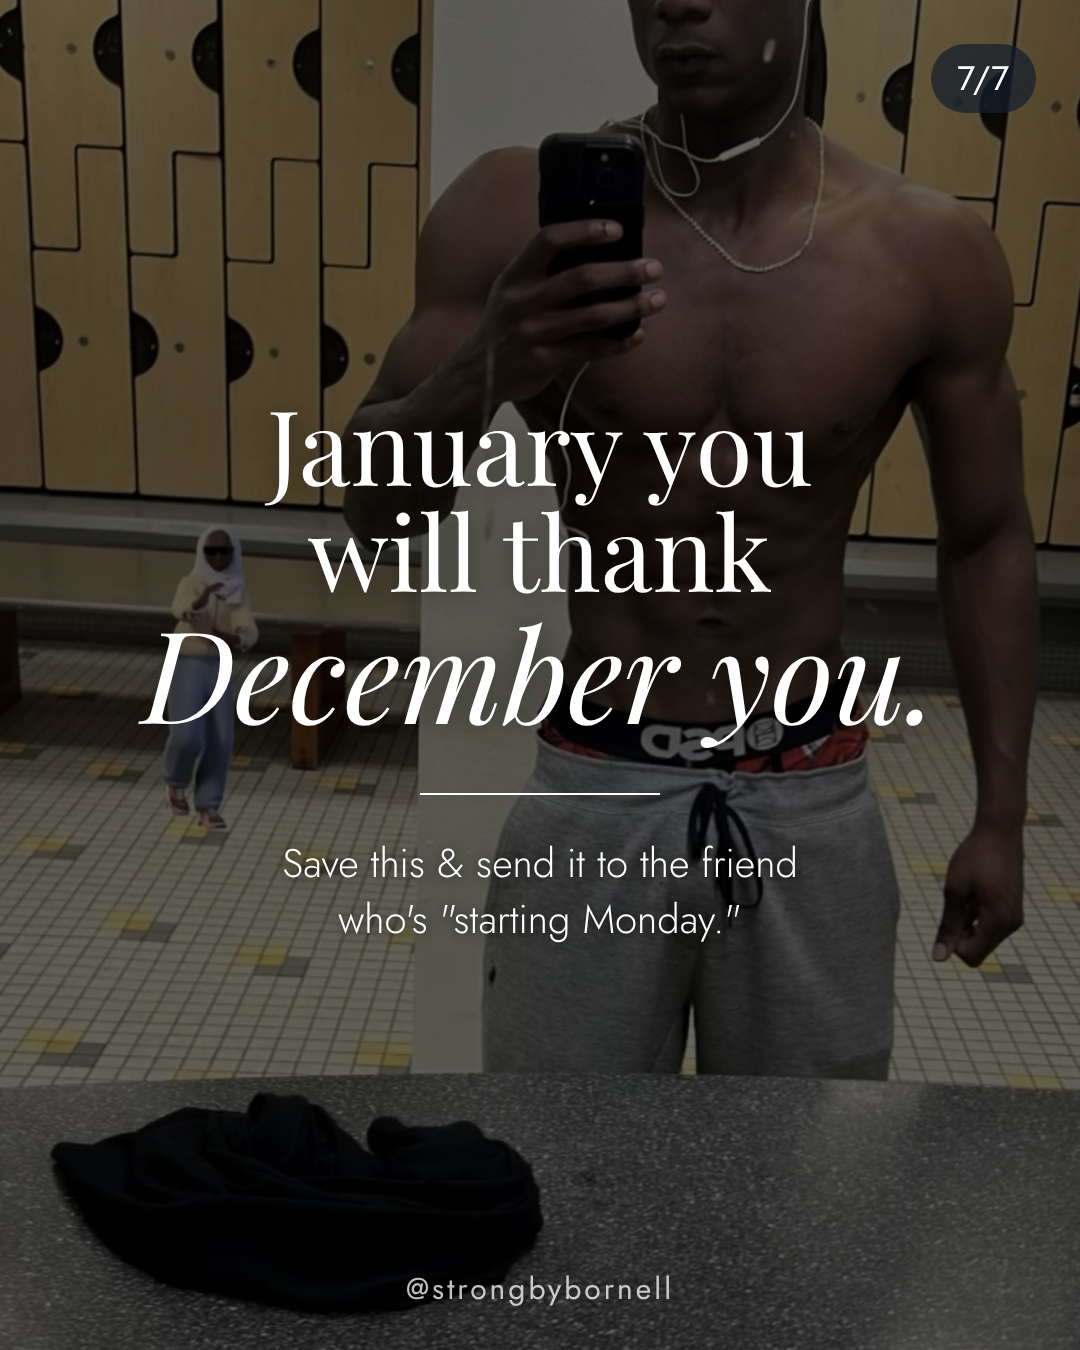 7/7
January you
will thank
December you.
PSD
Save this & send it to the friend
who's "starting Monday."
@strongbybornell